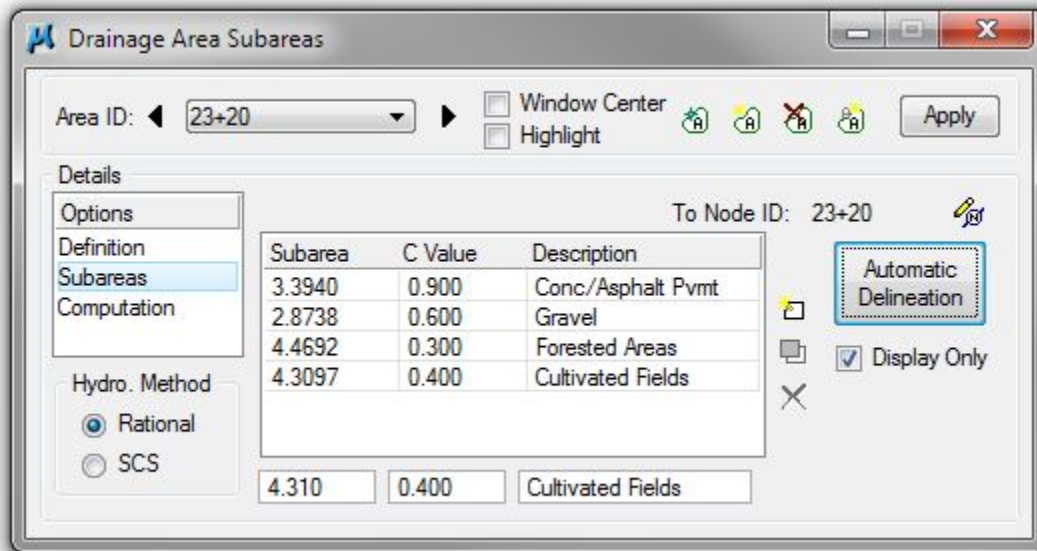 Drainage Area Subareas
Area ID: 23+20
Window Center
Highlight
Apply
Details
Options
Definition
Subareas
Computation
Hydro. Method
Rational
SCS
To Node ID: 23+20
Subarea C Value Description
3.3940 0.900 Conc./Asphalt Pvmt
2.8738 0.600 Gravel
4.4692 0.300 Forested Areas
4.3097 0.400 Cultivated Fields
4.310 0.400 Cultivated Fields
Automatic
Delineation
Display Only